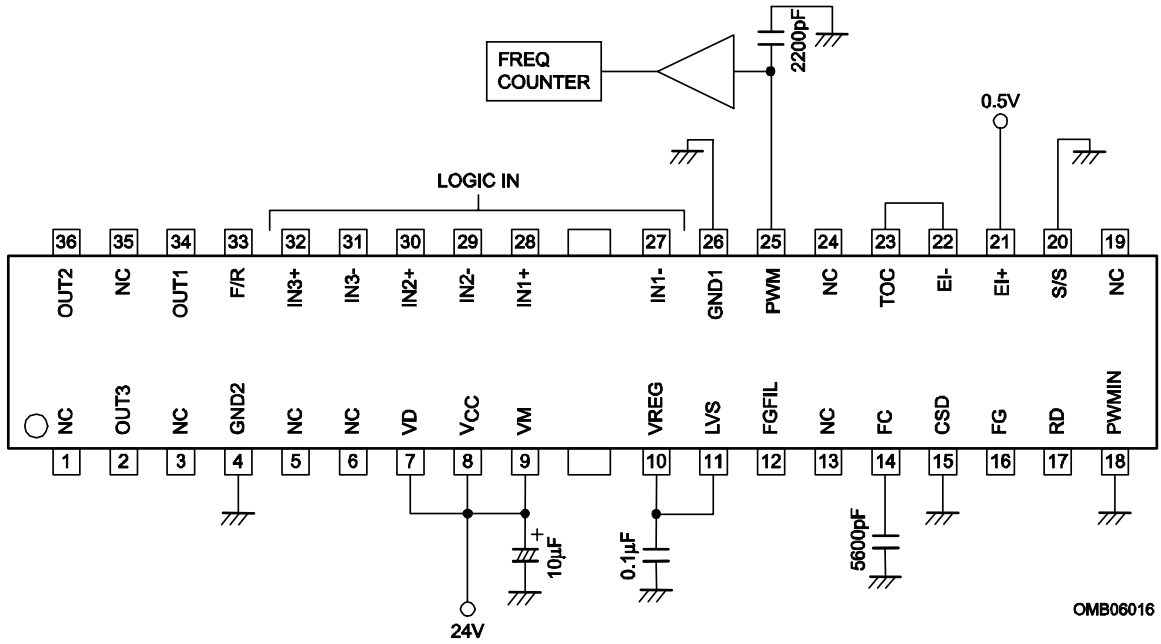 2200pF
FREQ
COUNTER
0.5V
LOGIC IN
36 35 34 33 32 31 30 29 28 27 26 25 24 23 22 21 20 19
OUT2 NC OUT1 F/R IN3+ IN3- IN2+ IN2- IN1+ IN1- GND1 PWM NC TOC EI- EI+ S/S NC
NC OUT3 NC GND2 NC NC VD VCC VM VREG LVS FGFIL NC FC CSD FG RD PWMIN
1 2 3 4 5 6 7 8 9 10 11 12 13 14 15 16 17 18
+
10µF
0.1µF
5600pF
24V
OMB06016